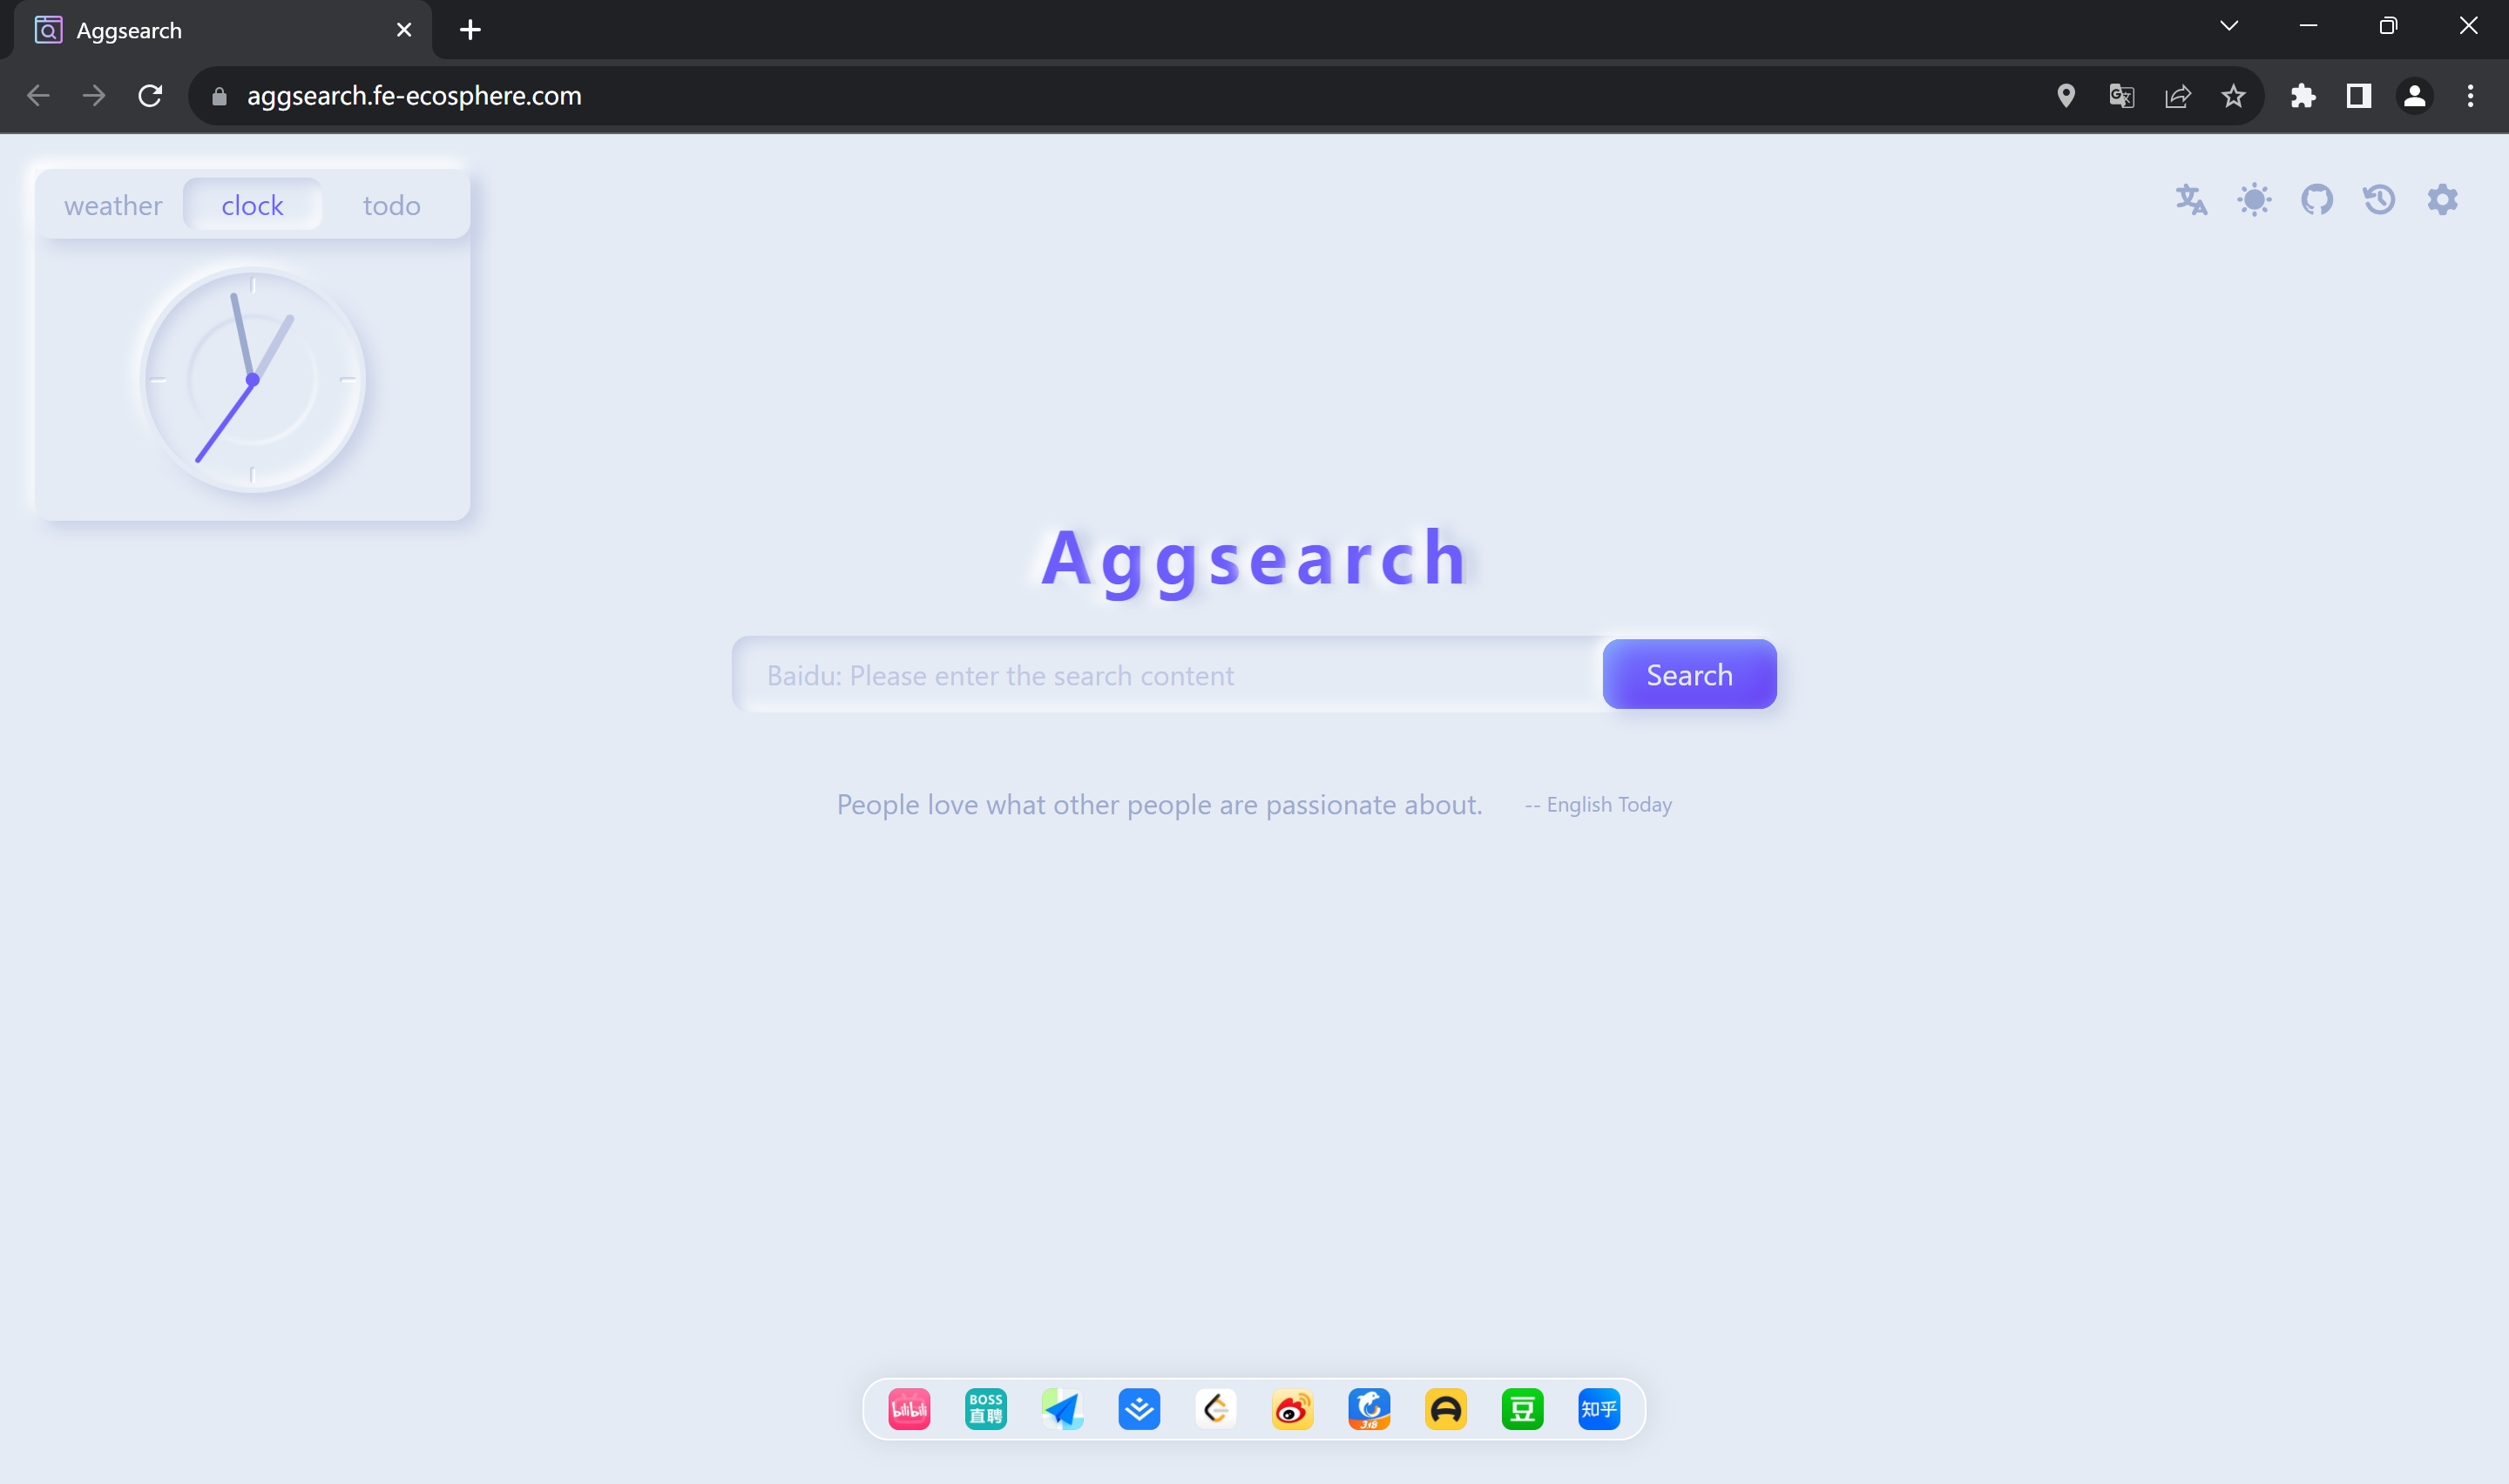 Aggsearch
aggsearch.fe-ecosphere.com
weather clock todo
Aggsearch
Baidu: Please enter the search content Search
People love what other people are passionate about. -- English Today
bilibili
BOSS
直聘
豆
知乎